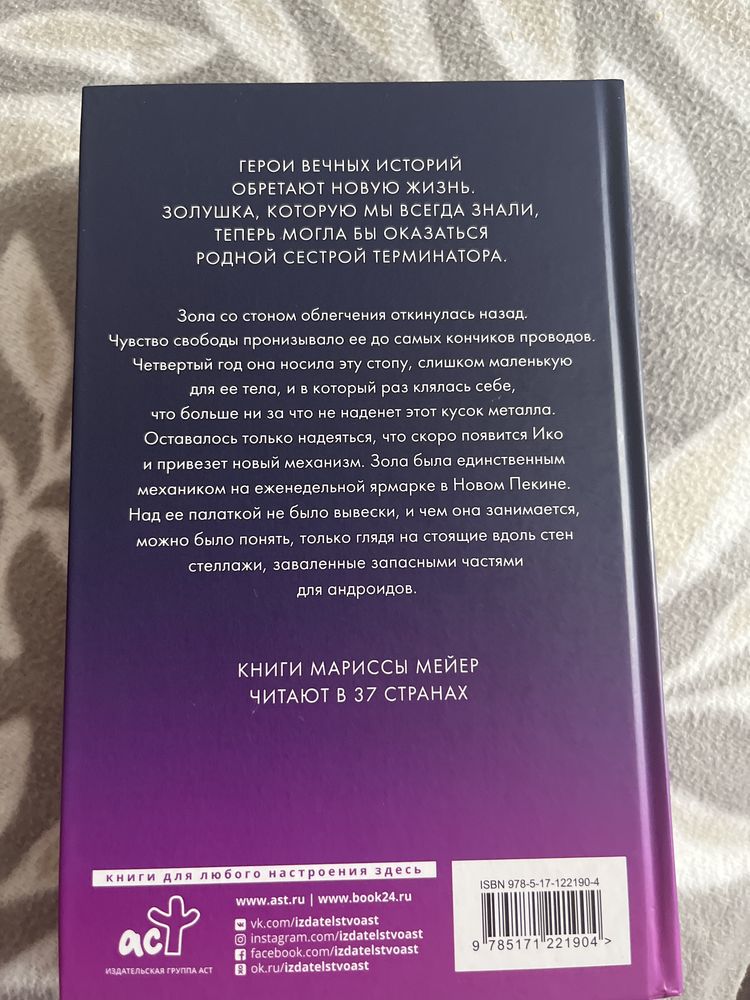 ГЕРОИ ВЕЧНЫХ ИСТОРИЙ
ОБРЕТАЮТ НОВУЮ ЖИЗНЬ.
ЗОЛУШКА, КОТОРУЮ МЫ ВСЕГДА ЗНАЛИ,
ТЕПЕРЬ МОГЛА БЫ ОКАЗАТЬСЯ
РОДНОЙ СЕСТРОЙ ТЕРМИНАТОРА.
Зола со стоном облегчения откинулась назад.
Чувство свободы пронизывало ее до самых кончиков проводов.
Четвертый год она носила эту стопу, слишком маленькую
для ее тела, и в который раз клялась себе,
что больше ни за что не наденет этот кусок металла.
Оставалось только надеяться, что скоро появится Ико
и привезет новый механизм. Зола была единственным
механиком на еженедельной ярмарке в Новом Пекине.
Над ее палаткой не было вывески, и чем она занимается,
можно было понять, только глядя на стоящие вдоль стен
стеллажи, заваленные запасными частями
для андроидов.
КНИГИ МАРИССЫ МЕЙЕР
ЧИТАЮТ В 37 СТРАНАХ
книги для любого настроения здесь
аст
ИЗДАТЕЛЬСКАЯ ГРУППА АСТ
www.ast.ru | www.book24.ru
vk.com/izdatelstvoast
instagram.com/izdatelstvoast
facebook.com/izdatelstvoast
ok.ru/izdatelstvoast
ISBN 978-5-17-122190-4
9 785171 221904 >